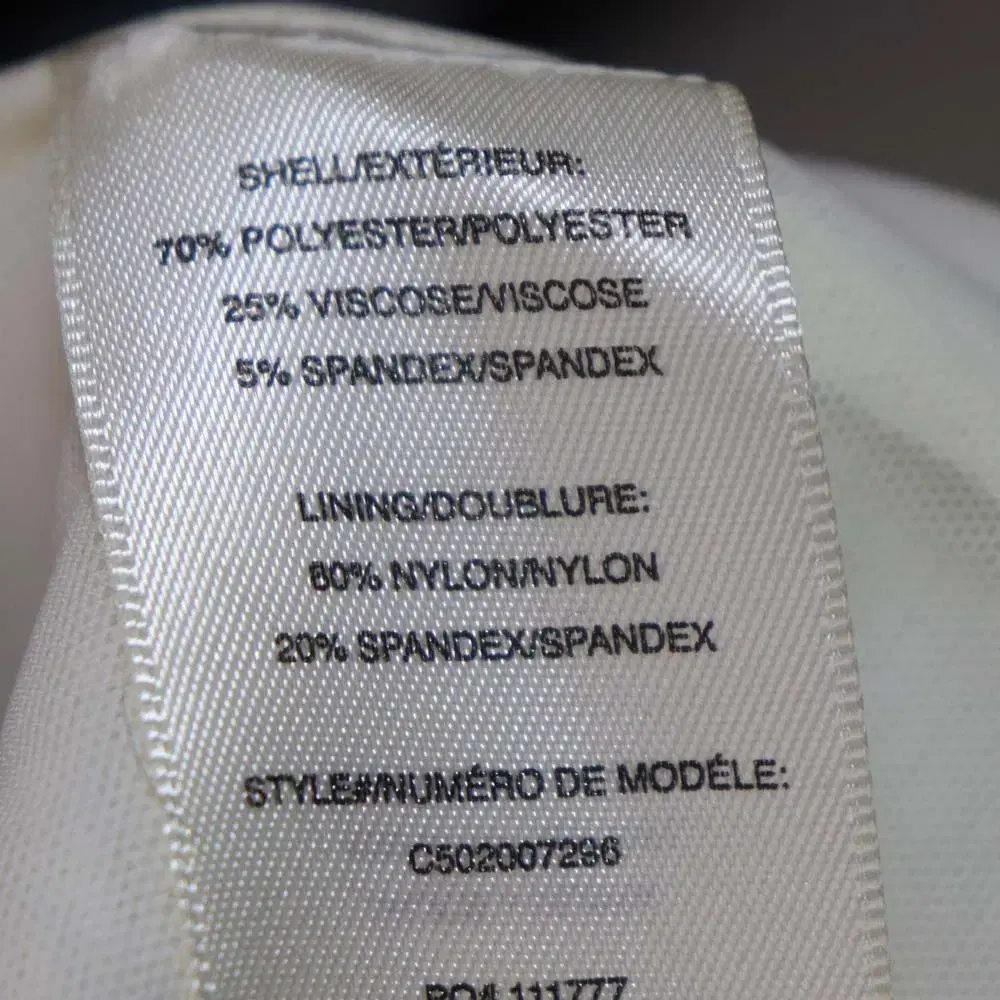 SHELL/EXTÉRIEUR:
70% POLYESTER/POLYESTER
25% VISCOSE/VISCOSE
5% SPANDEX/SPANDEX
LINING/DOUBLURE:
80% NYLON/NYLON
20% SPANDEX/SPANDEX
STYLE#/NUMÉRO DE MODÉLE:
C502007296